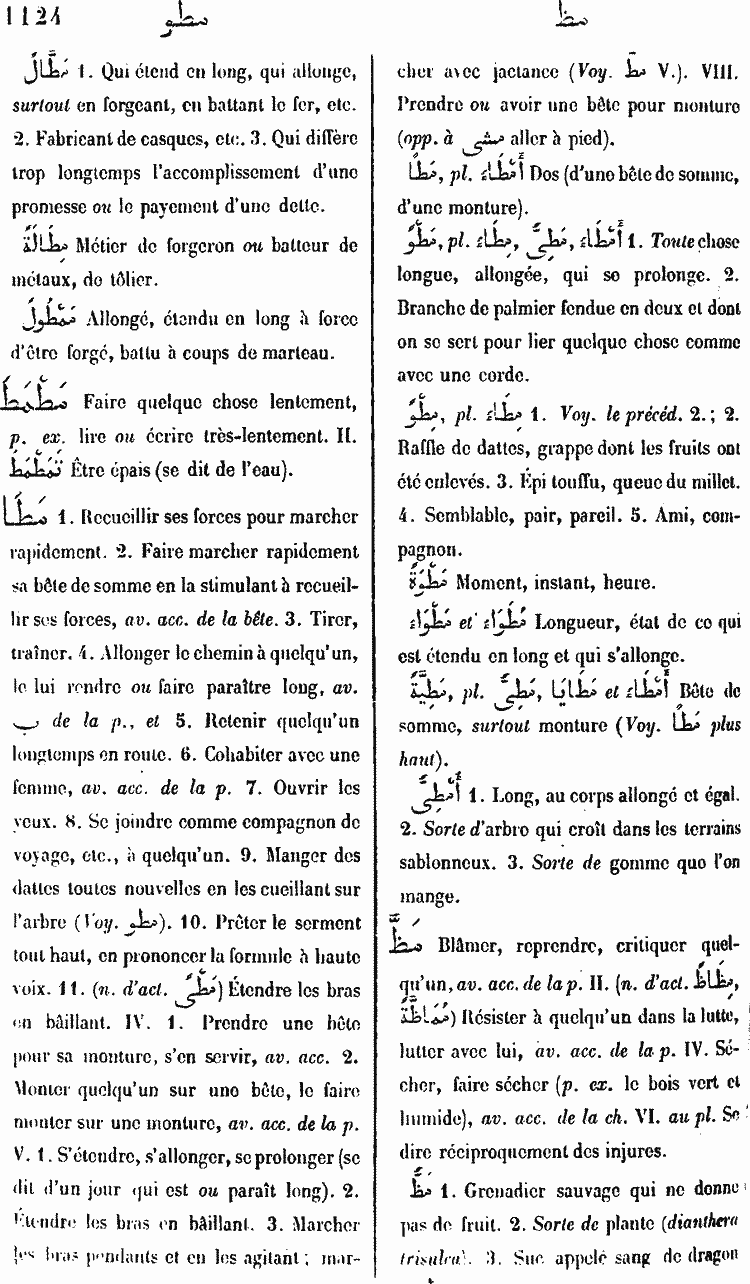 1124 مطو مظ
مَطَّالٌ 1. Qui étend en long, qui allonge,
surtout en forgeant, en battant le fer, etc.
2. Fabricant de casques, etc. 3. Qui diffère
trop longtemps l'accomplissement d'une
promesse ou le payement d'une dette.
مِطَالَةٌ Métier de forgeron ou batteur de
métaux, de tôlier.
مَمْطُولٌ Allongé, étendu en long à force
d'être forgé, battu à coups de marteau.
مَطْمَطَ Faire quelque chose lentement,
p. ex. lire ou écrire très-lentement. II.
تَمَطْمَطَ Être épais (se dit de l'eau).
مَطَا 1. Recueillir ses forces pour marcher
rapidement. 2. Faire marcher rapidement
sa bête de somme en la stimulant à recueil-
lir ses forces, av. acc. de la bête. 3. Tirer,
traîner. 4. Allonger le chemin à quelqu'un,
le lui rendre ou faire paraître long, av.
ب de la p., et 5. Retenir quelqu'un
longtemps en route. 6. Cohabiter avec une
femme, av. acc. de la p. 7. Ouvrir les
yeux. 8. Se joindre comme compagnon de
voyage, etc., à quelqu'un. 9. Manger des
dattes toutes nouvelles en les cueillant sur
l'arbre (Voy. مطو). 10. Prêter le serment
tout haut, en prononcer la formule à haute
voix. 11. (n. d'act. مَطْىٌ) Étendre les bras
en bâillant. IV. 1. Prendre une bête
pour sa monture, s'en servir, av. acc. 2.
Monter quelqu'un sur une bête, le faire
monter sur une monture, av. acc. de la p.
V. 1. S'étendre, s'allonger, se prolonger (se
dit d'un jour qui est ou paraît long). 2.
Étendre les bras en bâillant. 3. Marcher
les bras pendants et en les agitant; mar-
cher avec jactance (Voy. مطّ V.). VIII.
Prendre ou avoir une bête pour monture
(opp. à مشى aller à pied).
مَطًا, pl. أَمْطَاءٌ Dos (d'une bête de somme,
d'une monture).
مَطْوٌ, pl. مِطَاءٌ, مَطِىٌّ, أَمْطَاءٌ 1. Toute chose
longue, allongée, qui se prolonge. 2.
Branche de palmier fendue en deux et dont
on se sert pour lier quelque chose comme
avec une corde.
مِطْوٌ, pl. مِطَاءٌ 1. Voy. le précéd. 2.; 2.
Raffle de dattes, grappe dont les fruits ont
été enlevés. 3. Épi touffu, queue du millet.
4. Semblable, pair, pareil. 5. Ami, com-
pagnon.
مَطْوَةٌ Moment, instant, heure.
مَطْوَاءُ et مُطَوَاءُ Longueur, état de ce qui
est étendu en long et qui s'allonge.
مَطِيَّةٌ, pl. مَطِىٌّ, مَطَايَا et أَمْطَاءٌ Bête de
somme, surtout monture (Voy. مَطًا plus
haut).
أُمْطِىٌّ 1. Long, au corps allongé et égal.
2. Sorte d'arbre qui croît dans les terrains
sablonneux. 3. Sorte de gomme que l'on
mange.
مَظَّ Blâmer, reprendre, critiquer quel-
qu'un, av. acc. de la p. II. (n. d'act. مِظَاظٌ,
مُمَاظَّةٌ) Résister à quelqu'un dans la lutte,
lutter avec lui, av. acc. de la p. IV. Sé-
cher, faire sécher (p. ex. le bois vert et
humide), av. acc. de la ch. VI. au pl. Se
dire réciproquement des injures.
مَظٌّ 1. Grenadier sauvage qui ne donne
pas de fruit. 2. Sorte de plante (dianthera
trisulca). 3. Suc appelé sang de dragon